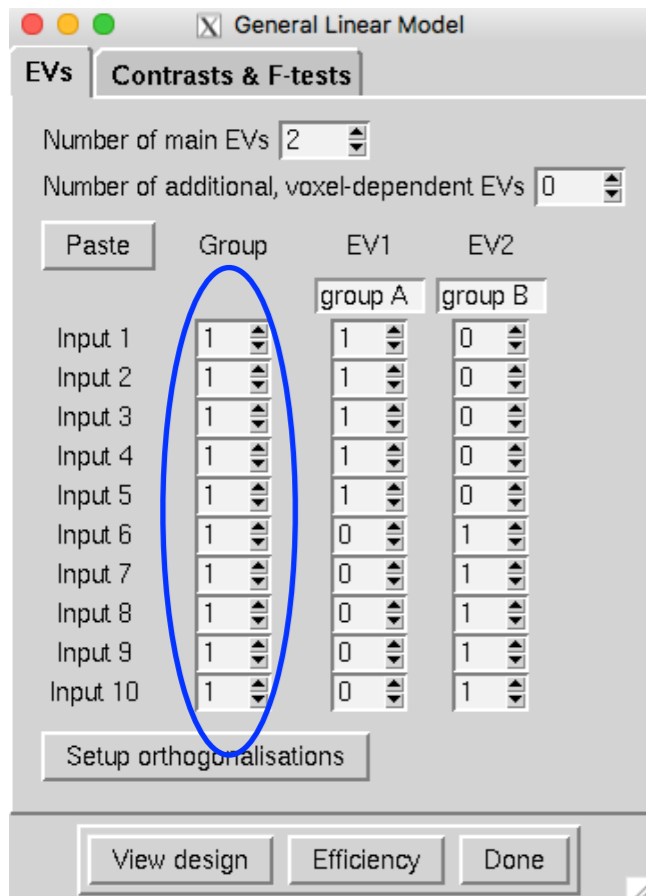 General Linear Model
EVs Contrasts & F-tests
Number of main EVs 2
Number of additional, voxel-dependent EVs 0
Paste Group EV1 EV2
group A group B
Input 1 1 1 0
Input 2 1 1 0
Input 3 1 1 0
Input 4 1 1 0
Input 5 1 1 0
Input 6 1 0 1
Input 7 1 0 1
Input 8 1 0 1
Input 9 1 0 1
Input 10 1 0 1
Setup orthogonalisations
View design Efficiency Done